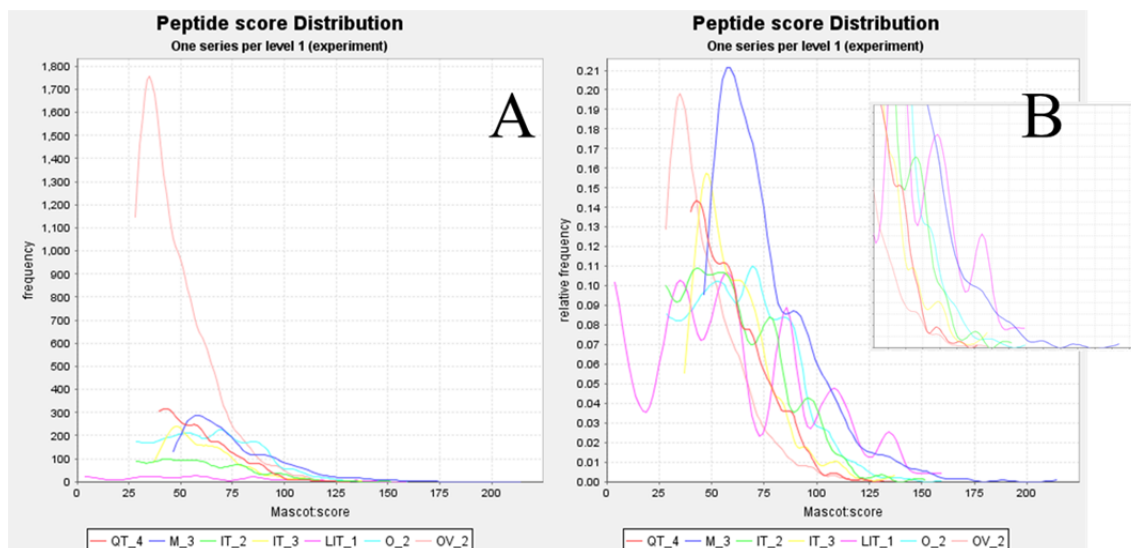 Peptide score Distribution
One series per level 1 (experiment)
1,800
1,700
1,600
1,500
1,400
1,300
1,200
1,100
1,000
900
800
700
600
500
400
300
200
100
0
frequency
0 25 50 75 100 125 150 175 200
Mascot:score
QT_4 M_3 IT_2 IT_3 LIT_1 O_2 OV_2
A
Peptide score Distribution
One series per level 1 (experiment)
0.21
0.20
0.19
0.18
0.17
0.16
0.15
0.14
0.13
0.12
0.11
0.10
0.09
0.08
0.07
0.06
0.05
0.04
0.03
0.02
0.01
0.00
relative frequency
0 25 50 75 100 125 150 175 200
Mascot:score
QT_4 M_3 IT_2 IT_3 LIT_1 O_2 OV_2
B